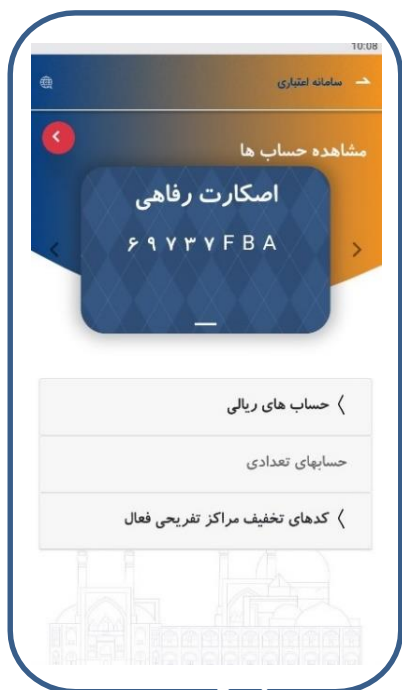 10:08
سامانه اعتباری
مشاهده حساب ها
اصکارت رفاهی
۶۹۷۳۷FBA
حساب های ریالی
حسابهای تعدادی
کدهای تخفیف مراکز تفریحی فعال